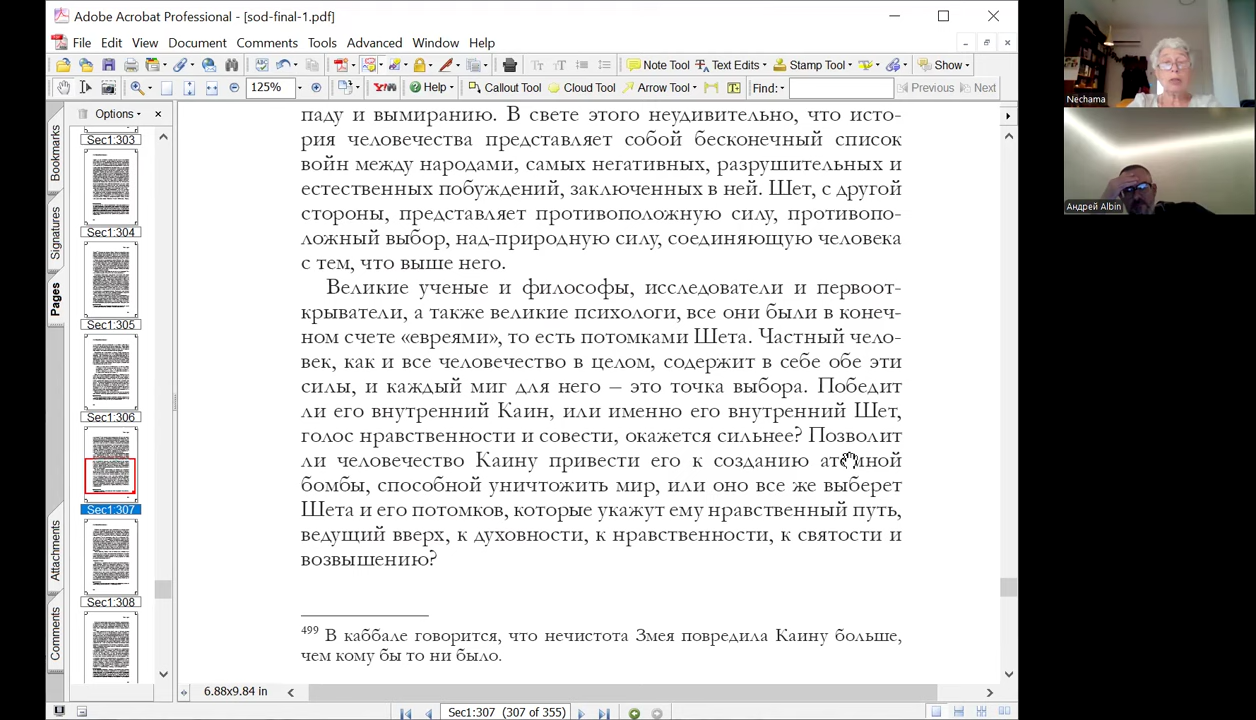 Adobe Acrobat Professional - [sod-final-1.pdf]
File Edit View Document Comments Tools Advanced Window Help
Note Tool Text Edits Stamp Tool Show
125% Help Callout Tool Cloud Tool Arrow Tool Find: Previous Next
Options
Bookmarks
Signatures
Pages
Attachments
Comments
Sec1:303
Sec1:304
Sec1:305
Sec1:306
Sec1:307
Sec1:308
паду и вымиранию. В свете этого неудивительно, что исто-
рия человечества представляет собой бесконечный список
войн между народами, самых негативных, разрушительных и
естественных побуждений, заключенных в ней. Шет, с другой
стороны, представляет противоположную силу, противопо-
ложный выбор, над-природную силу, соединяющую человека
с тем, что выше него.
Великие ученые и философы, исследователи и первоот-
крыватели, а также великие психологи, все они были в конеч-
ном счете «евреями», то есть потомками Шета. Частный чело-
век, как и все человечество в целом, содержит в себе обе эти
силы, и каждый миг для него – это точка выбора. Победит
ли его внутренний Каин, или именно его внутренний Шет,
голос нравственности и совести, окажется сильнее? Позволит
ли человечество Каину привести его к созданию атомной
бомбы, способной уничтожить мир, или оно все же выберет
Шета и его потомков, которые укажут ему нравственный путь,
ведущий вверх, к духовности, к нравственности, к святости и
возвышению?
499 В каббале говорится, что нечистота Змея повредила Каину больше,
чем кому бы то ни было.
6.88x9.84 in
Sec1:307 (307 of 355)
Nechama
Андрей Albin